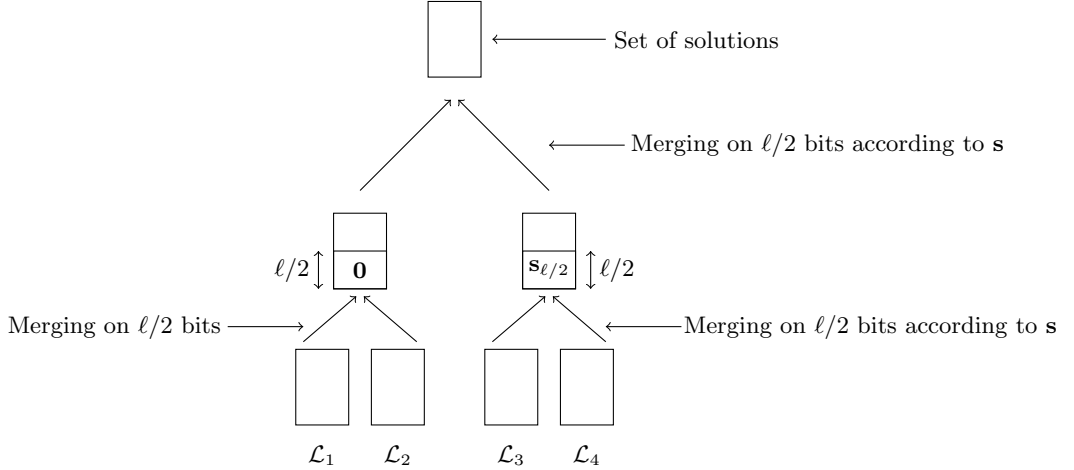 Set of solutions
Merging on ℓ/2 bits according to 𝐬
ℓ/2 𝟎 𝐬ℓ/2 ℓ/2
Merging on ℓ/2 bits
Merging on ℓ/2 bits according to 𝐬
ℒ1 ℒ2 ℒ3 ℒ4